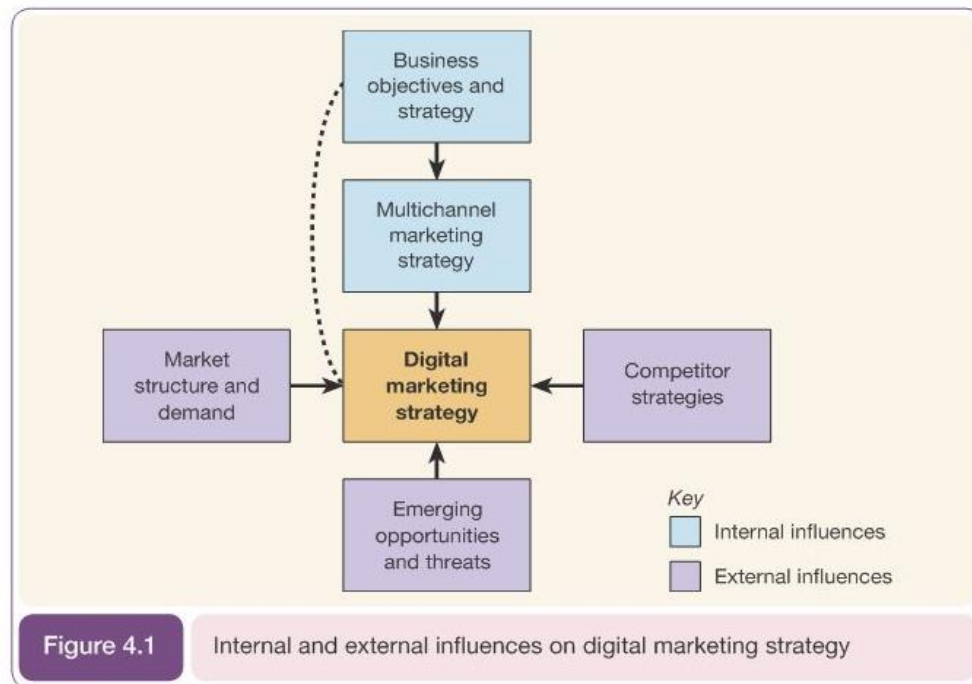 Business
objectives and
strategy
Multichannel
marketing
strategy
Market
structure and
demand
Digital
marketing
strategy
Competitor
strategies
Emerging
opportunities
and threats
Key
Internal influences
External influences
Figure 4.1
Internal and external influences on digital marketing strategy